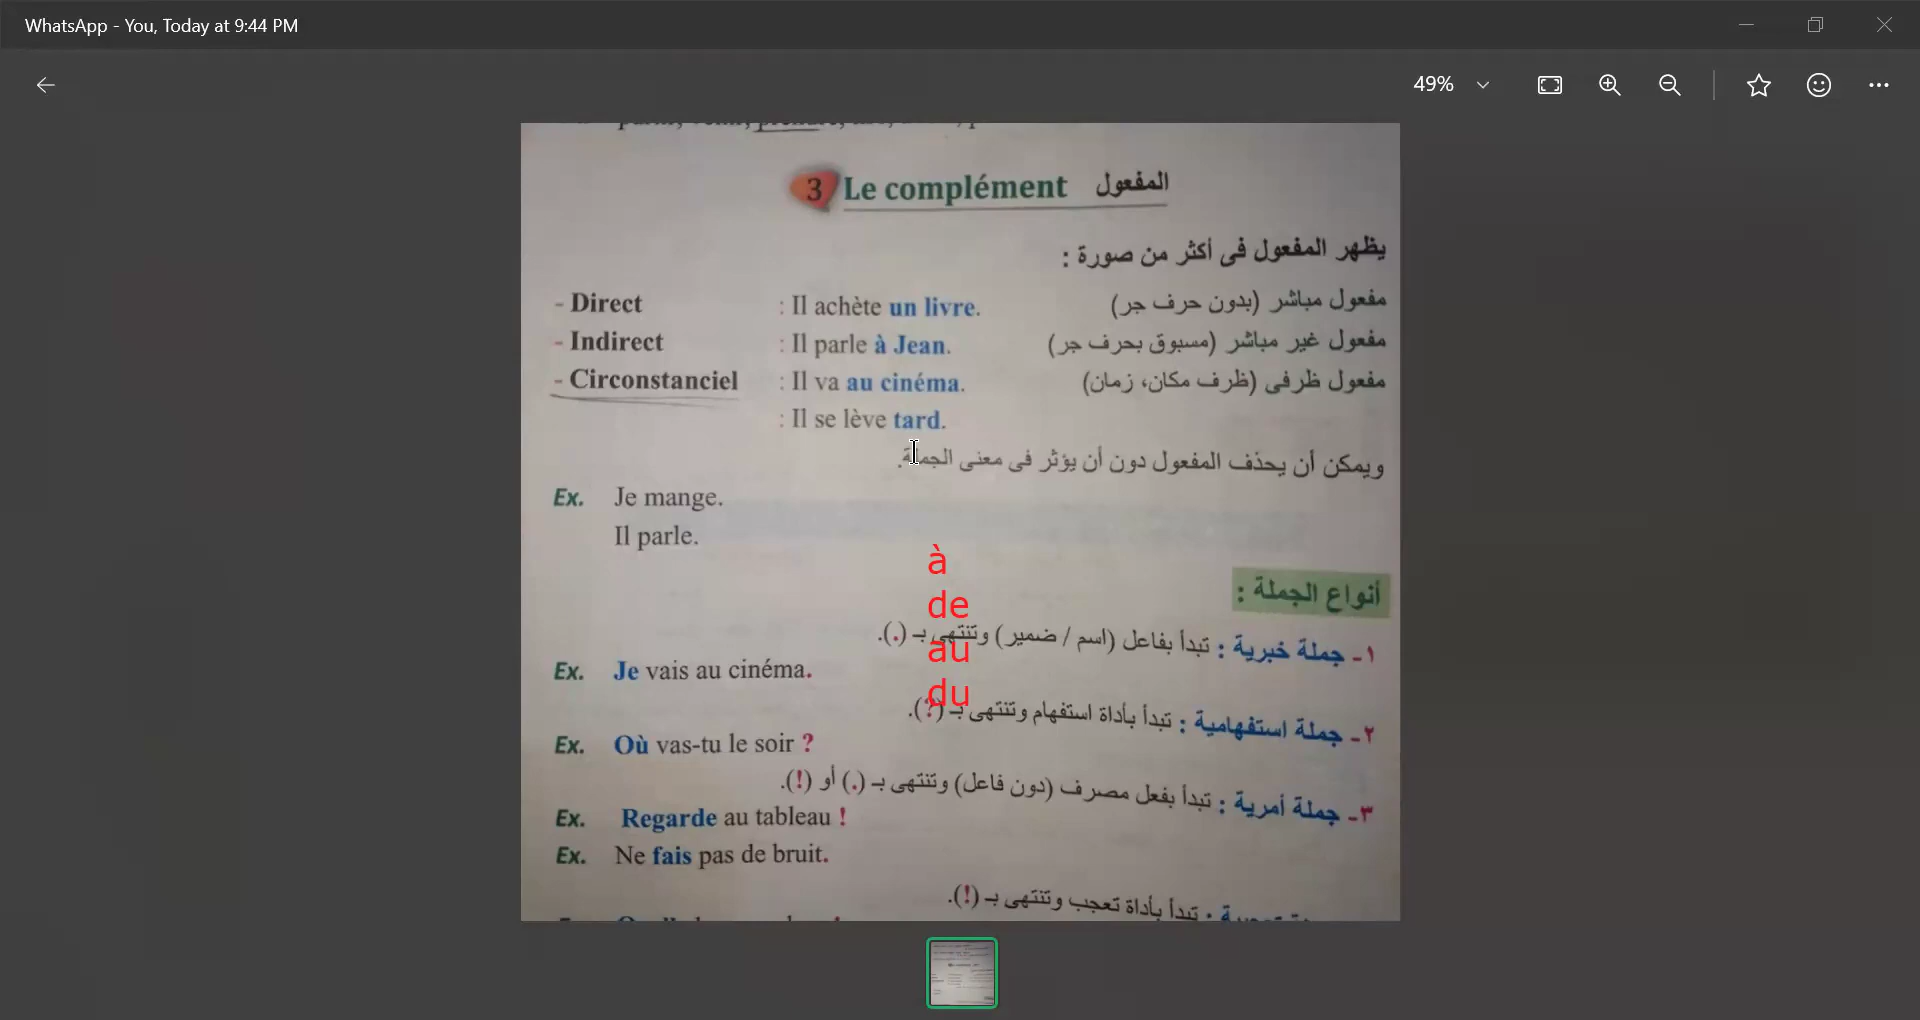 WhatsApp - You, Today at 9:44 PM
49%
3 Le complément المفعول
يظهر المفعول فى أكثر من صورة :
- Direct : Il achète un livre. مفعول مباشر (بدون حرف جر)
- Indirect : Il parle à Jean. مفعول غير مباشر (مسبوق بحرف جر)
- Circonstanciel : Il va au cinéma. مفعول ظرفى (ظرف مكان، زمان)
: Il se lève tard.
ويمكن أن يحذف المفعول دون أن يؤثر فى معنى الجملة.
Ex. Je mange.
Il parle.
à
de
au
du
أنواع الجملة :
١- جملة خبرية : تبدأ بفاعل (اسم / ضمير) وتنتهى بـ (.).
Ex. Je vais au cinéma.
٢- جملة استفهامية : تبدأ بأداة استفهام وتنتهى بـ (?).
Ex. Où vas-tu le soir ?
٣- جملة أمرية : تبدأ بفعل مصرف (دون فاعل) وتنتهى بـ (.) أو (!).
Ex. Regarde au tableau !
Ex. Ne fais pas de bruit.
: تبدأ بأداة تعجب وتنتهى بـ (!).